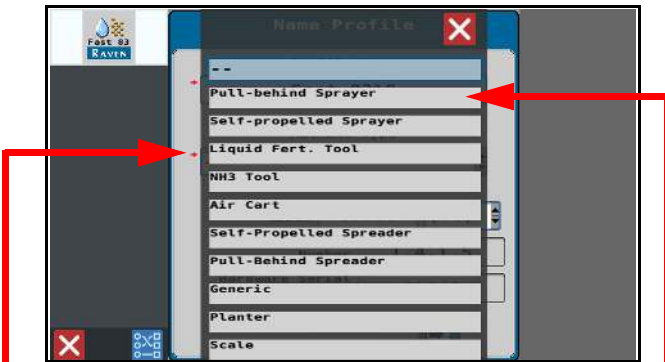 Name Profile
Fast 83
RAVEN
--
Pull-behind Sprayer
Self-propelled Sprayer
Liquid Fert. Tool
NH3 Tool
Air Cart
Self-Propelled Spreader
Pull-Behind Spreader
Generic
Planter
Scale